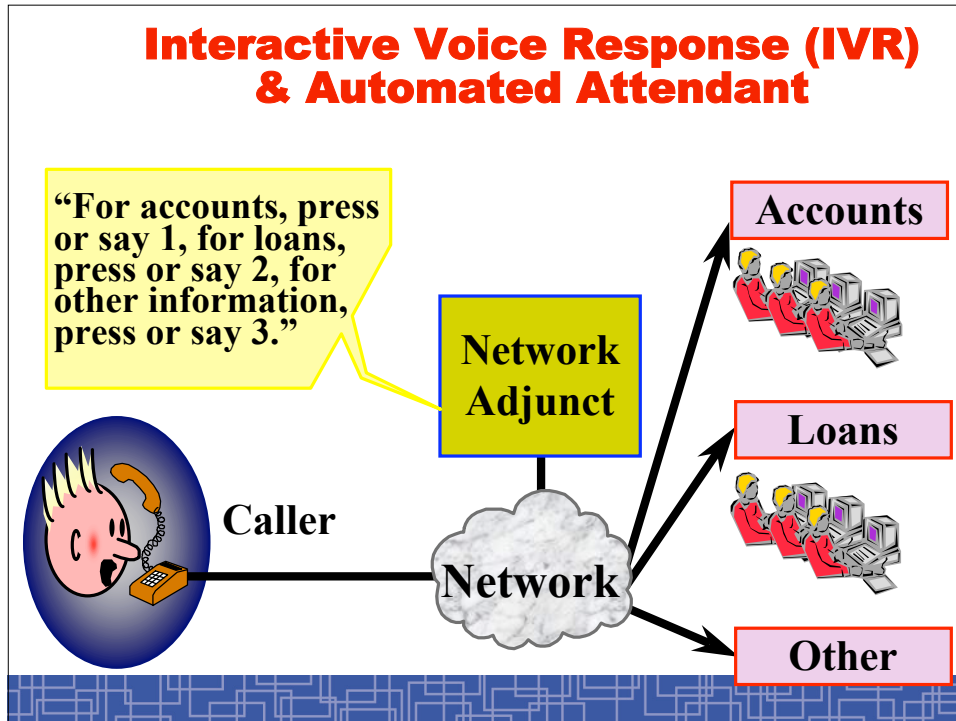 Interactive Voice Response (IVR)
& Automated Attendant
“For accounts, press
or say 1, for loans,
press or say 2, for
other information,
press or say 3.”
Network
Adjunct
Accounts
Loans
Caller
Network
Other